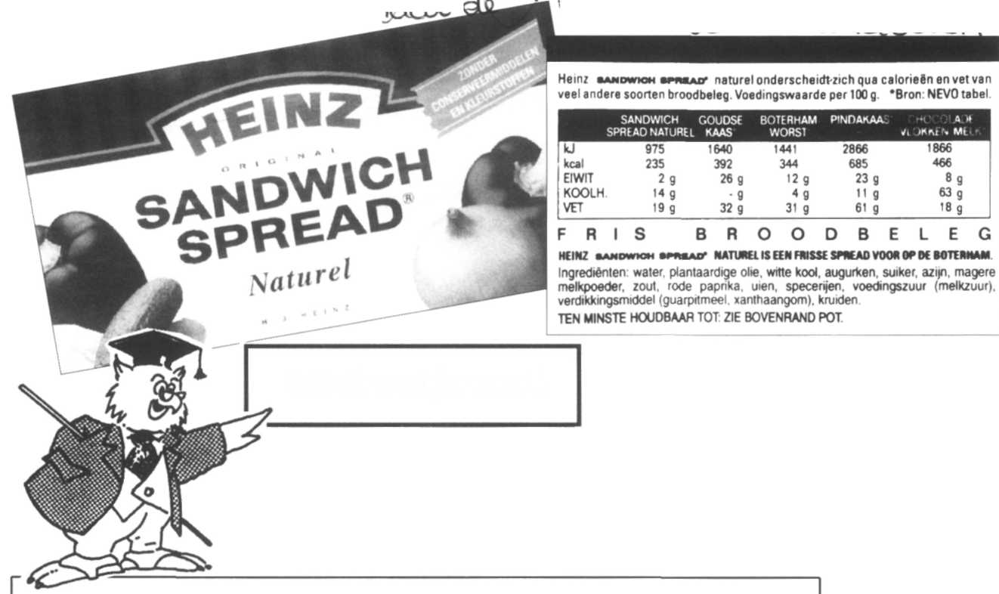 ZONDER
CONSERVEERMIDDELEN
EN KLEURSTOFFEN
HEINZ
ORIGINAL
SANDWICH
SPREAD®
Naturel
H J HEINZ
Heinz SANDWICH SPREAD® naturel onderscheidt zich qua calorieën en vet van
veel andere soorten broodbeleg. Voedingswaarde per 100 g. *Bron: NEVO tabel.
SANDWICH GOUDSE BOTERHAM PINDAKAAS* CHOCOLADE
SPREAD NATUREL KAAS* WORST VLOKKEN MELK*
kJ 975 1640 1441 2866 1866
kcal 235 392 344 685 466
EIWIT 2 g 26 g 12 g 23 g 8 g
KOOLH. 14 g - g 4 g 11 g 63 g
VET 19 g 32 g 31 g 61 g 18 g
FRIS BROODBELEG
HEINZ SANDWICH SPREAD® NATUREL IS EEN FRISSE SPREAD VOOR OP DE BOTERHAM.
Ingrediënten: water, plantaardige olie, witte kool, augurken, suiker, azijn, magere
melkpoeder, zout, rode paprika, uien, specerijen, voedingszuur (melkzuur),
verdikkingsmiddel (guarpitmeel, xanthaangom), kruiden.
TEN MINSTE HOUDBAAR TOT: ZIE BOVENRAND POT.